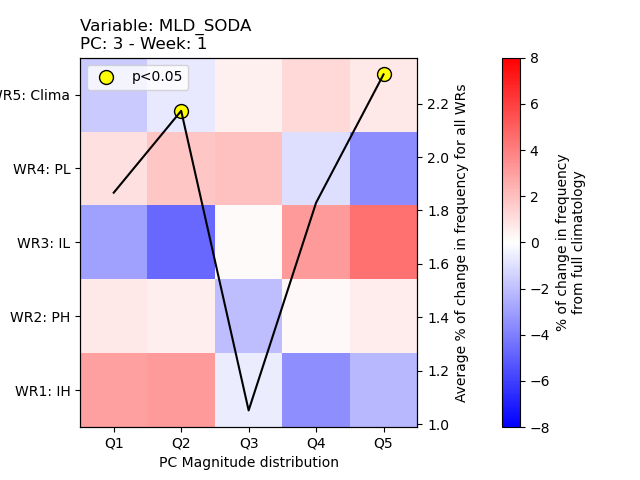 Variable: MLD_SODA
PC: 3 - Week: 1
p<0.05
WR5: Clima
WR4: PL
WR3: IL
WR2: PH
WR1: IH
Q1 Q2 Q3 Q4 Q5
PC Magnitude distribution
2.2
2.0
1.8
1.6
1.4
1.2
1.0
Average % of change in frequency for all WRs
8
6
4
2
0
−2
−4
−6
−8
% of change in frequency
from full climatology